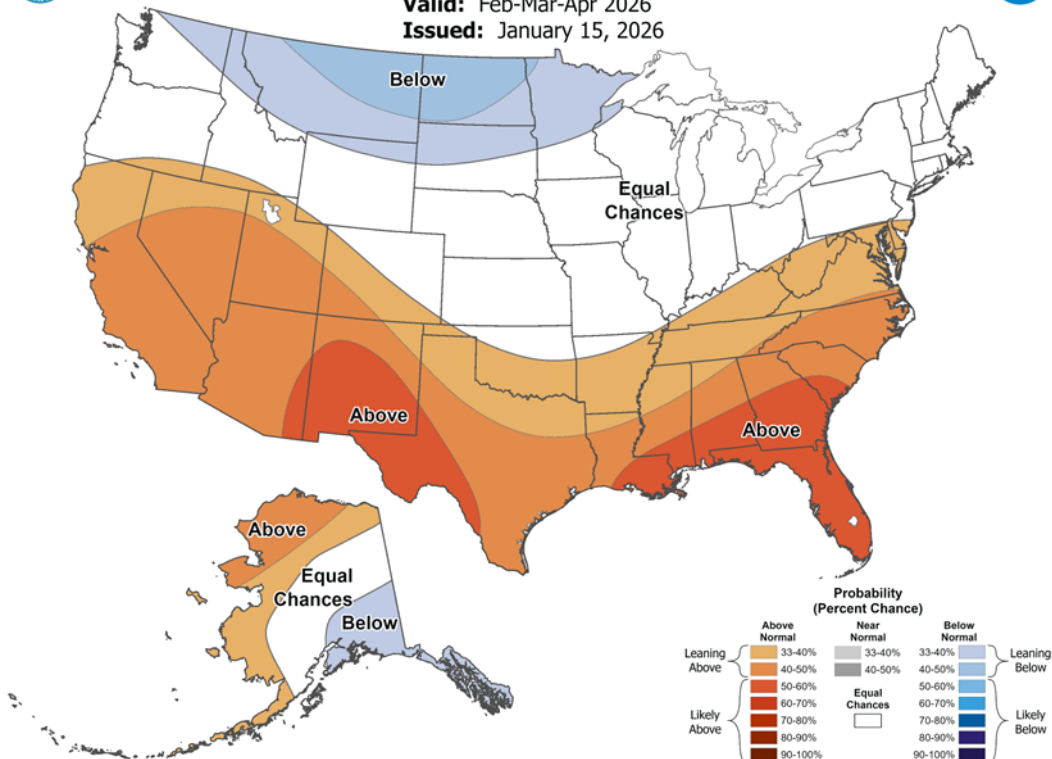 Valid: Feb-Mar-Apr 2026
Issued: January 15, 2026
Below
Equal
Chances
Above
Above
Above
Equal
Chances
Below
Probability
(Percent Chance)
Above
Normal
Near
Normal
Below
Normal
Leaning
Above
33-40%
33-40%
33-40%
Leaning
Below
40-50%
40-50%
40-50%
50-60%
50-60%
60-70%
Equal
Chances
60-70%
Likely
Above
70-80%
70-80%
Likely
Below
80-90%
80-90%
90-100%
90-100%